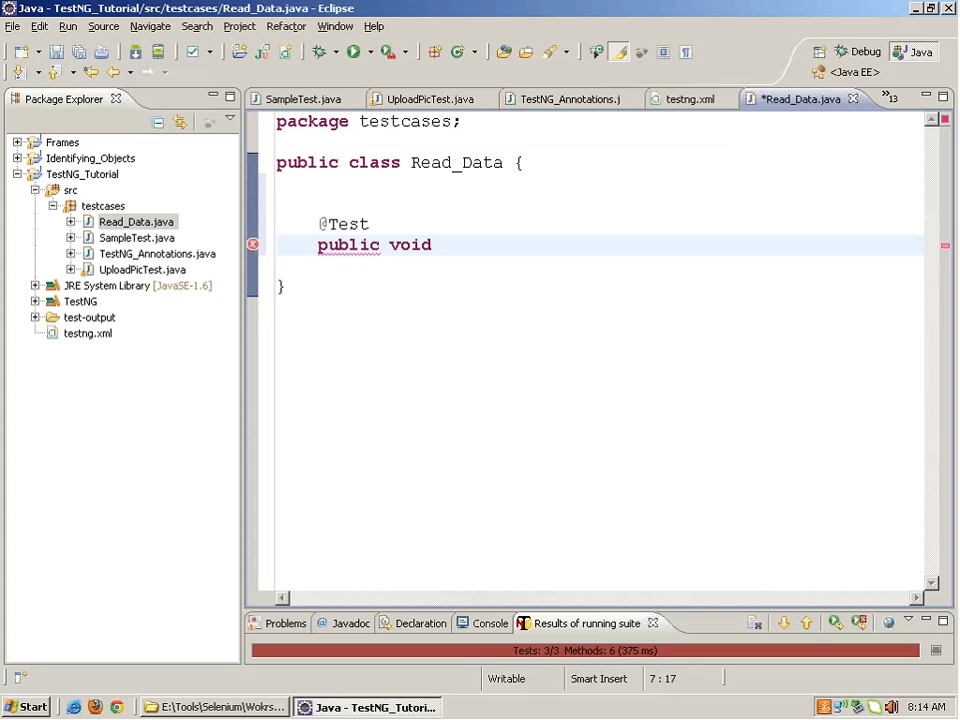 Java - TestNG_Tutorial/src/testcases/Read_Data.java - Eclipse
File Edit Run Source Navigate Search Project Refactor Window Help
Debug Java
<Java EE>
Package Explorer
SampleTest.java UploadPicTest.java TestNG_Annotations.j testng.xml *Read_Data.java »13
Frames
Identifying_Objects
TestNG_Tutorial
src
testcases
Read_Data.java
SampleTest.java
TestNG_Annotations.java
UploadPicTest.java
JRE System Library [JavaSE-1.6]
TestNG
test-output
testng.xml
package testcases;
public class Read_Data {
@Test
public void
}
Problems Javadoc Declaration Console Results of running suite
Tests: 3/3 Methods: 6 (375 ms)
Writable Smart Insert 7 : 17
Start E:\Tools\Selenium\Wokrs... Java - TestNG_Tutori... 8:14 AM